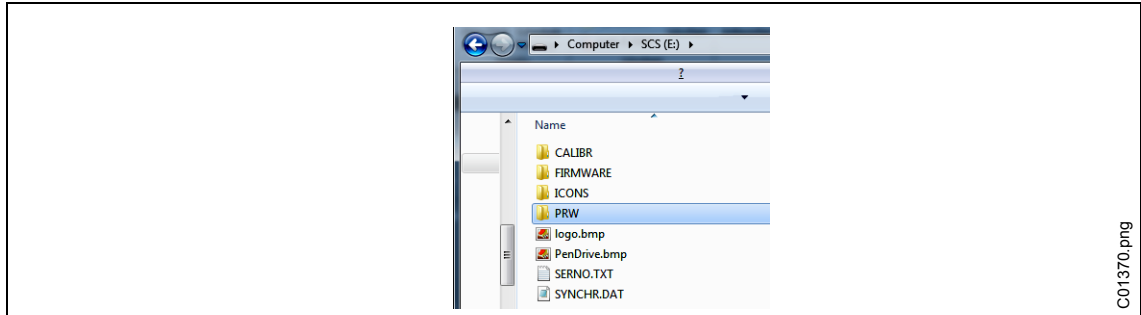 Computer ▸ SCS (E:) ▸
?
Name
CALIBR
FIRMWARE
ICONS
PRW
logo.bmp
PenDrive.bmp
SERNO.TXT
SYNCHR.DAT
C01370.png